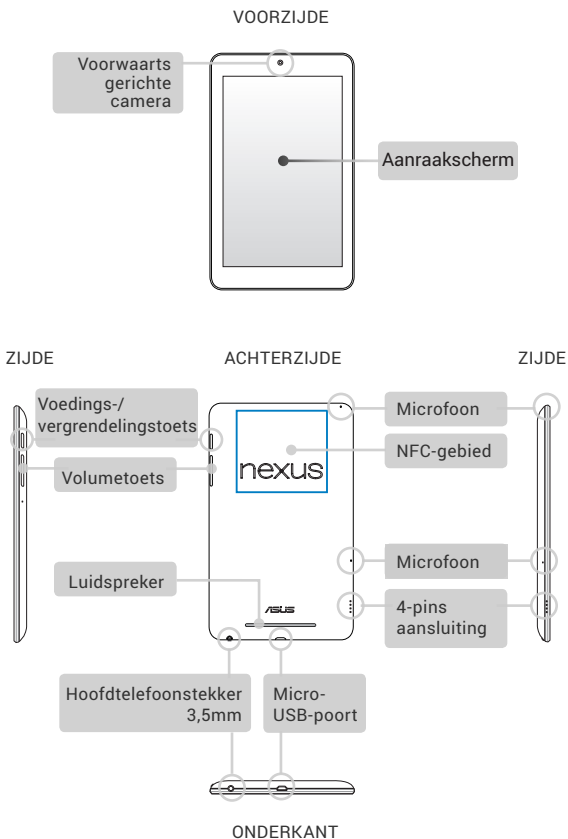 VOORZIJDE
Voorwaarts
gerichte
camera
Aanraakscherm
ZIJDE
ACHTERZIJDE
ZIJDE
Voedings-/
vergrendelingstoets
Microfoon
NFC-gebied
nexus
Volumetoets
Microfoon
Luidspreker
4-pins
aansluiting
ASUS
Hoofdtelefoonstekker
3,5mm
Micro-
USB-poort
ONDERKANT